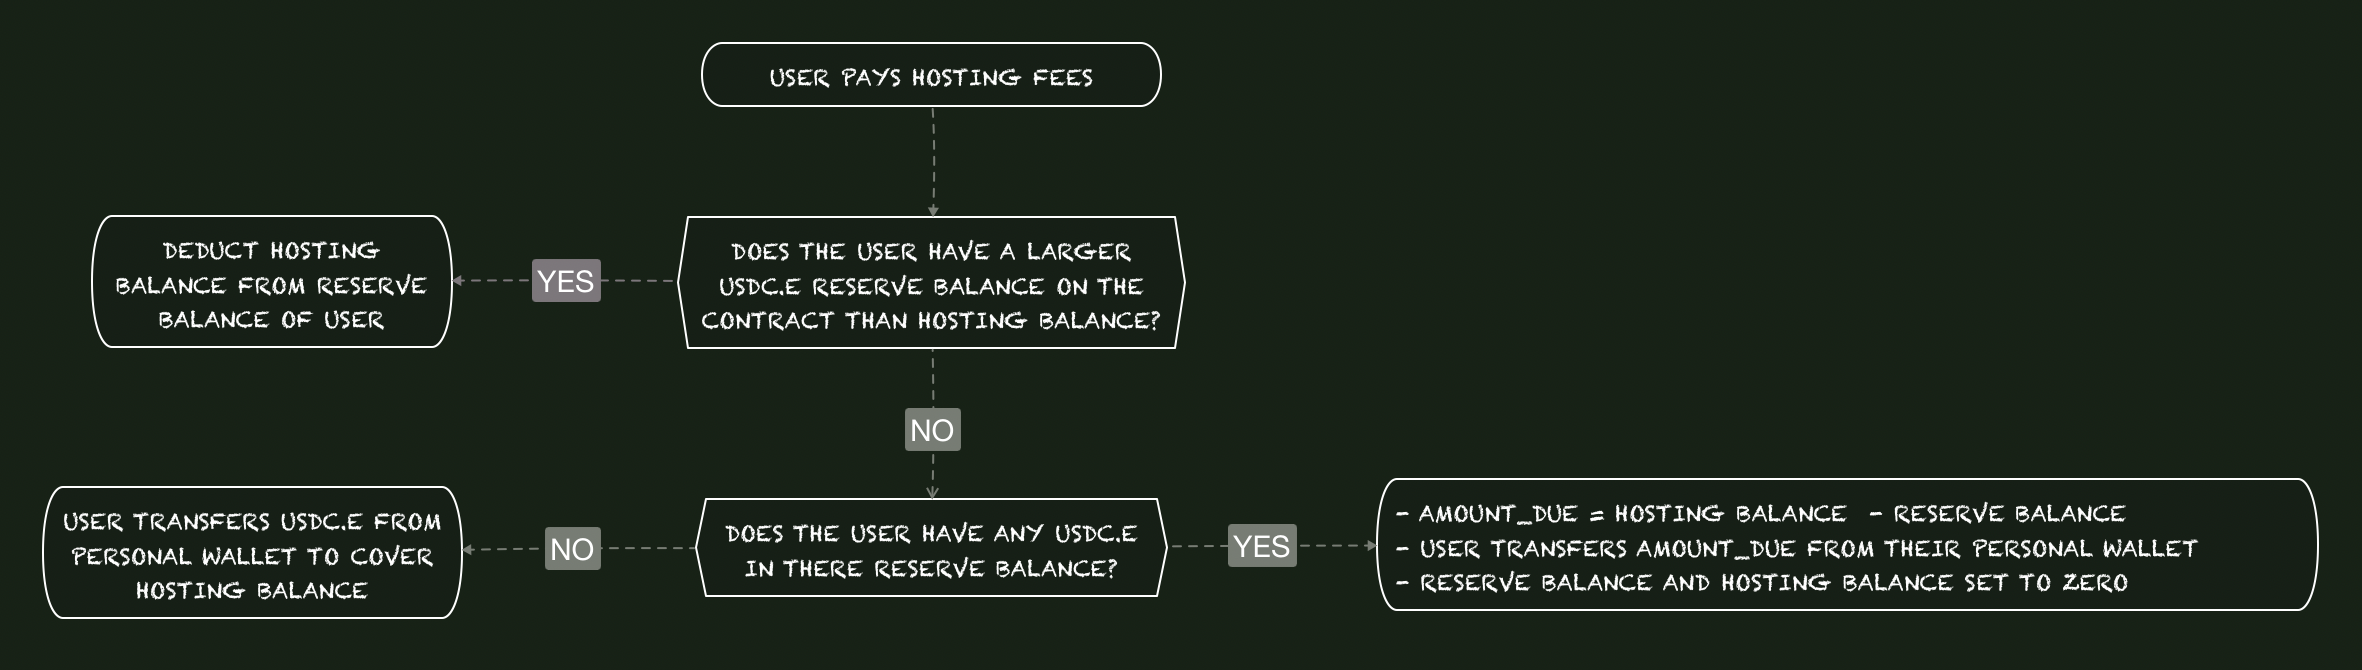 USER PAYS HOSTING FEES
DOES THE USER HAVE A LARGER
USDC.E RESERVE BALANCE ON THE
CONTRACT THAN HOSTING BALANCE?
YES
DEDUCT HOSTING
BALANCE FROM RESERVE
BALANCE OF USER
NO
DOES THE USER HAVE ANY USDC.E
IN THERE RESERVE BALANCE?
NO
USER TRANSFERS USDC.E FROM
PERSONAL WALLET TO COVER
HOSTING BALANCE
YES
- AMOUNT_DUE = HOSTING BALANCE - RESERVE BALANCE
- USER TRANSFERS AMOUNT_DUE FROM THEIR PERSONAL WALLET
- RESERVE BALANCE AND HOSTING BALANCE SET TO ZERO